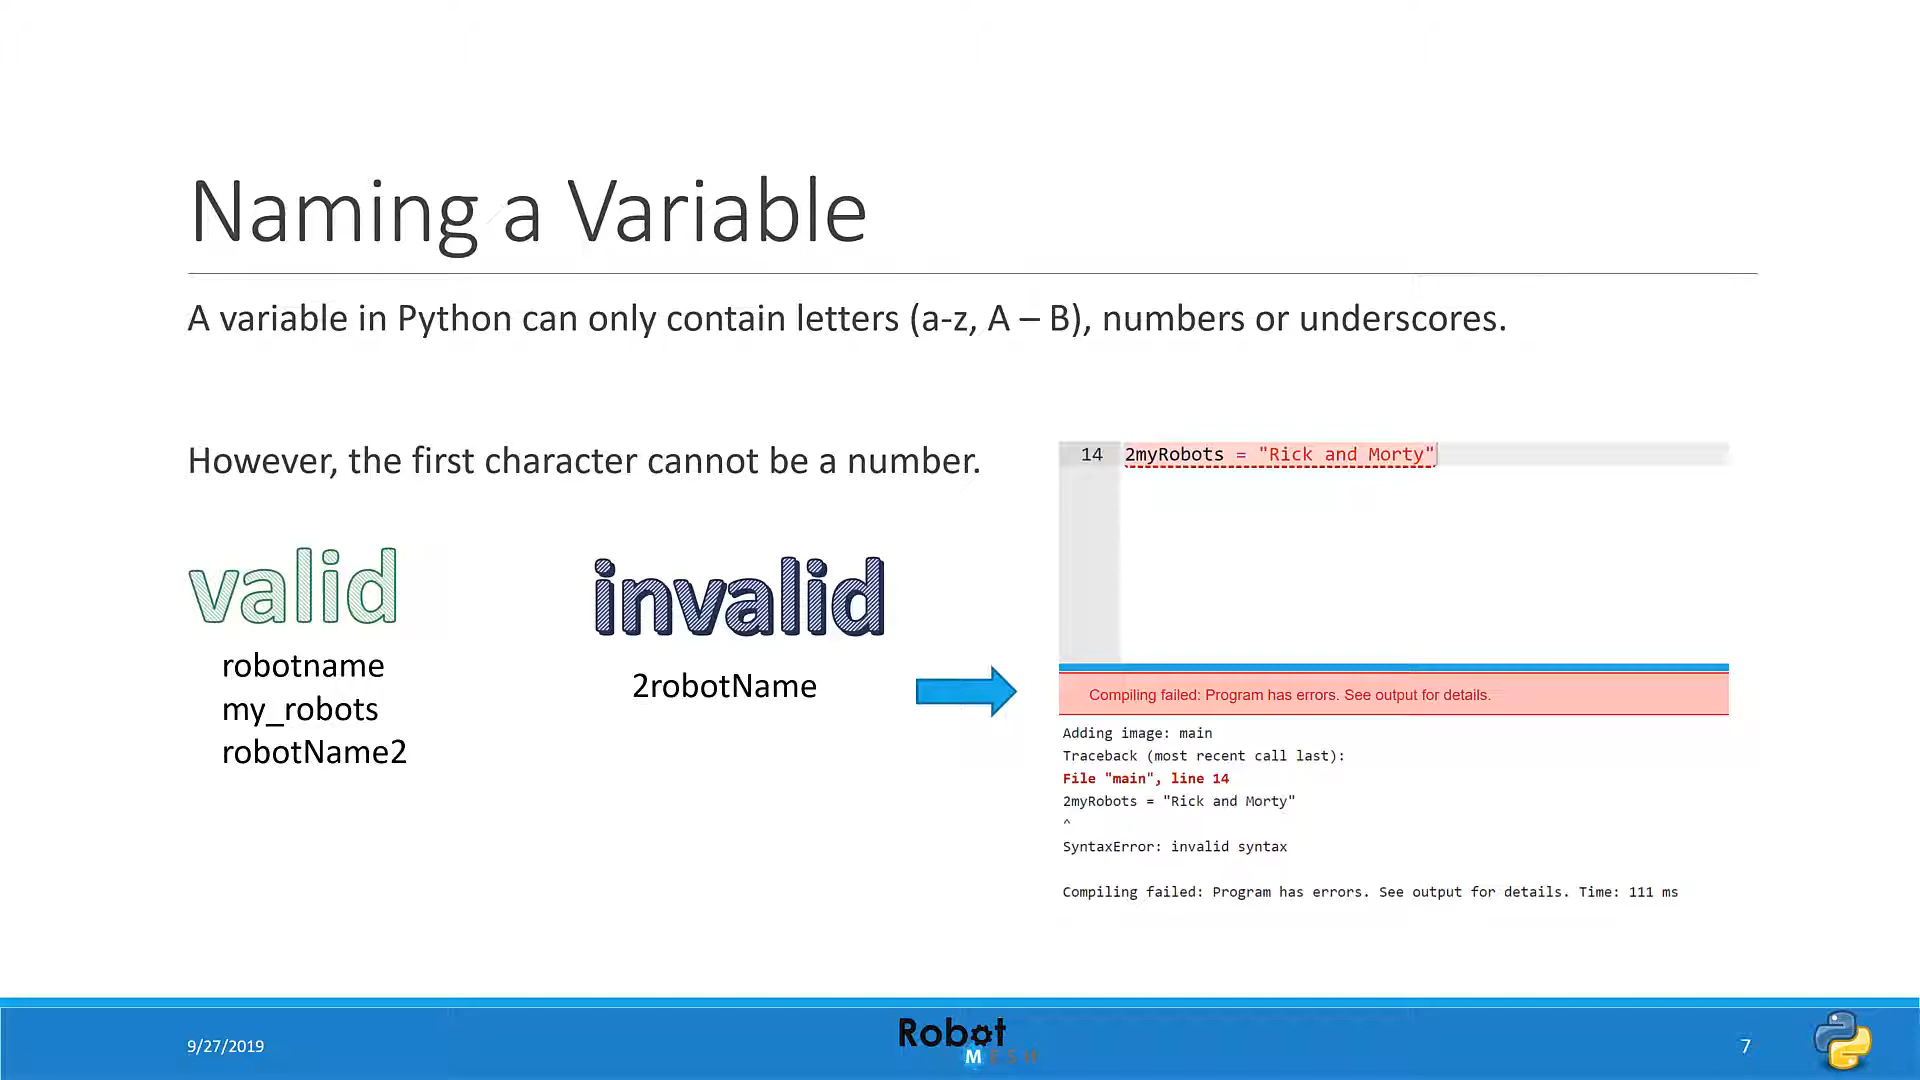 Naming a Variable
A variable in Python can only contain letters (a-z, A – B), numbers or underscores.
However, the first character cannot be a number.
valid
robotname
my_robots
robotName2
invalid
2robotName
14 2myRobots = "Rick and Morty"
Compiling failed: Program has errors. See output for details.
Adding image: main
Traceback (most recent call last):
File "main", line 14
2myRobots = "Rick and Morty"
^
SyntaxError: invalid syntax
Compiling failed: Program has errors. See output for details. Time: 111 ms
9/27/2019
Robot
MESH
7